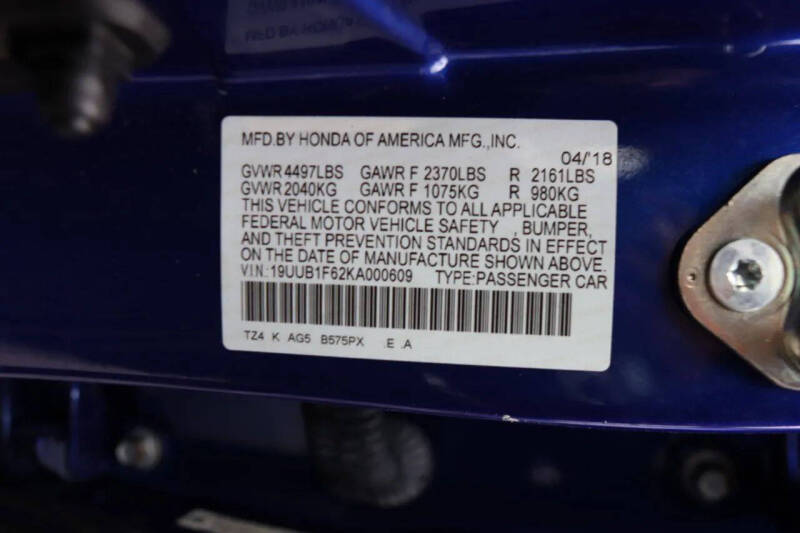 MFD.BY HONDA OF AMERICA MFG.,INC.
04/'18
GVWR 4497LBS GAWR F 2370LBS R 2161LBS
GVWR 2040KG GAWR F 1075KG R 980KG
THIS VEHICLE CONFORMS TO ALL APPLICABLE
FEDERAL MOTOR VEHICLE SAFETY , BUMPER,
AND THEFT PREVENTION STANDARDS IN EFFECT
ON THE DATE OF MANUFACTURE SHOWN ABOVE.
VIN:19UUB1F62KA000609 TYPE:PASSENGER CAR
TZ4 K AG5 B575PX .E .A